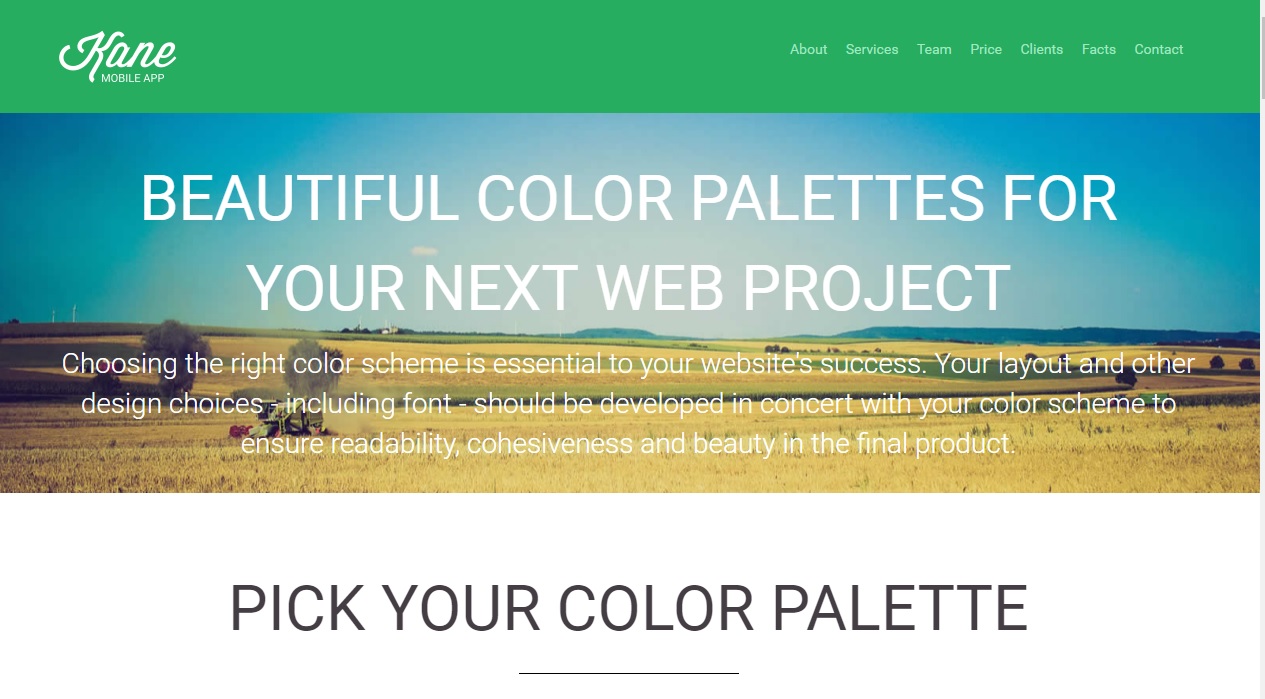 Kane
MOBILE APP
About Services Team Price Clients Facts Contact
BEAUTIFUL COLOR PALETTES FOR
YOUR NEXT WEB PROJECT
Choosing the right color scheme is essential to your website's success. Your layout and other
design choices - including font - should be developed in concert with your color scheme to
ensure readability, cohesiveness and beauty in the final product.
PICK YOUR COLOR PALETTE